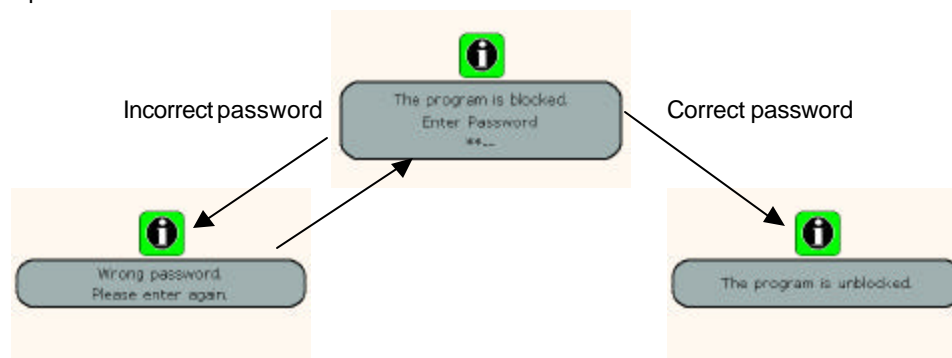 The program is blocked.
Enter Password
**__
Incorrect password
Correct password
Wrong password.
Please enter again.
The program is unblocked.